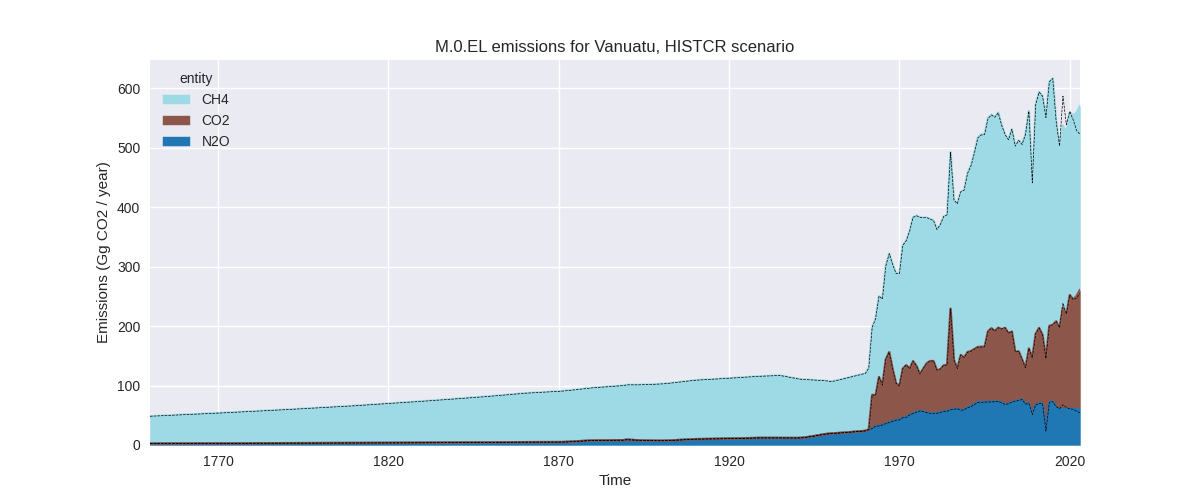 M.0.EL emissions for Vanuatu, HISTCR scenario
entity
CH4
CO2
N2O
Emissions (Gg CO2 / year)
600
500
400
300
200
100
0
1770 1820 1870 1920 1970 2020
Time